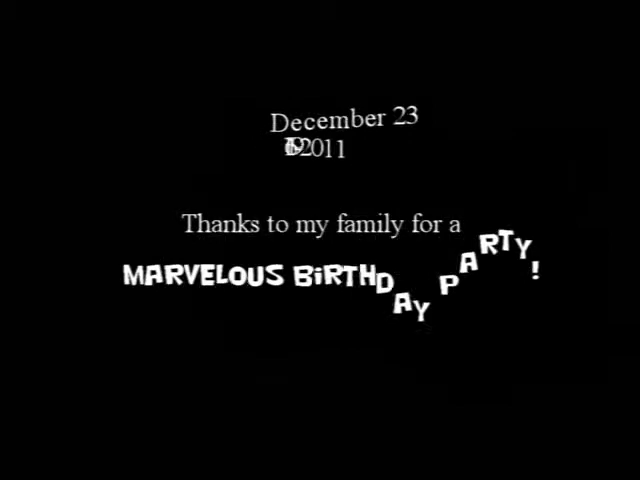 December 23
2011
Thanks to my family for a
MARVELOUS BiRTHDAY PARTY!